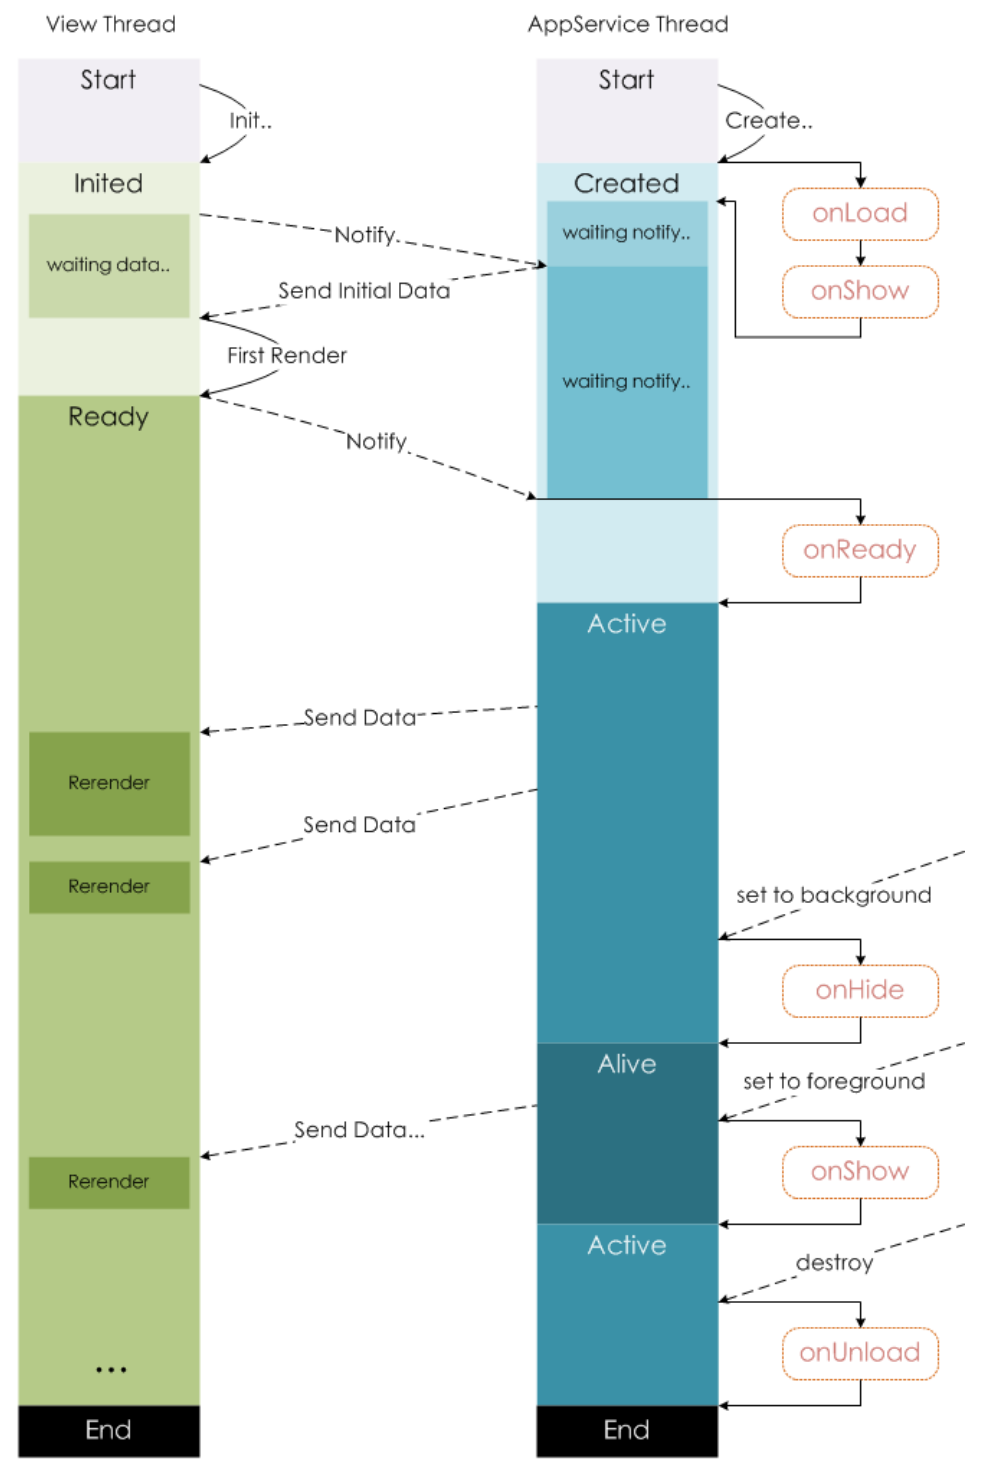 View Thread
AppService Thread
Start
Start
Init..
Create..
Inited
Created
onLoad
waiting notify..
Notify
waiting data..
Send Initial Data
onShow
First Render
waiting notify..
Ready
Notify
onReady
Active
Send Data
Rerender
Send Data
Rerender
set to background
onHide
Alive
set to foreground
Send Data...
onShow
Rerender
Active
destroy
onUnload
...
End
End